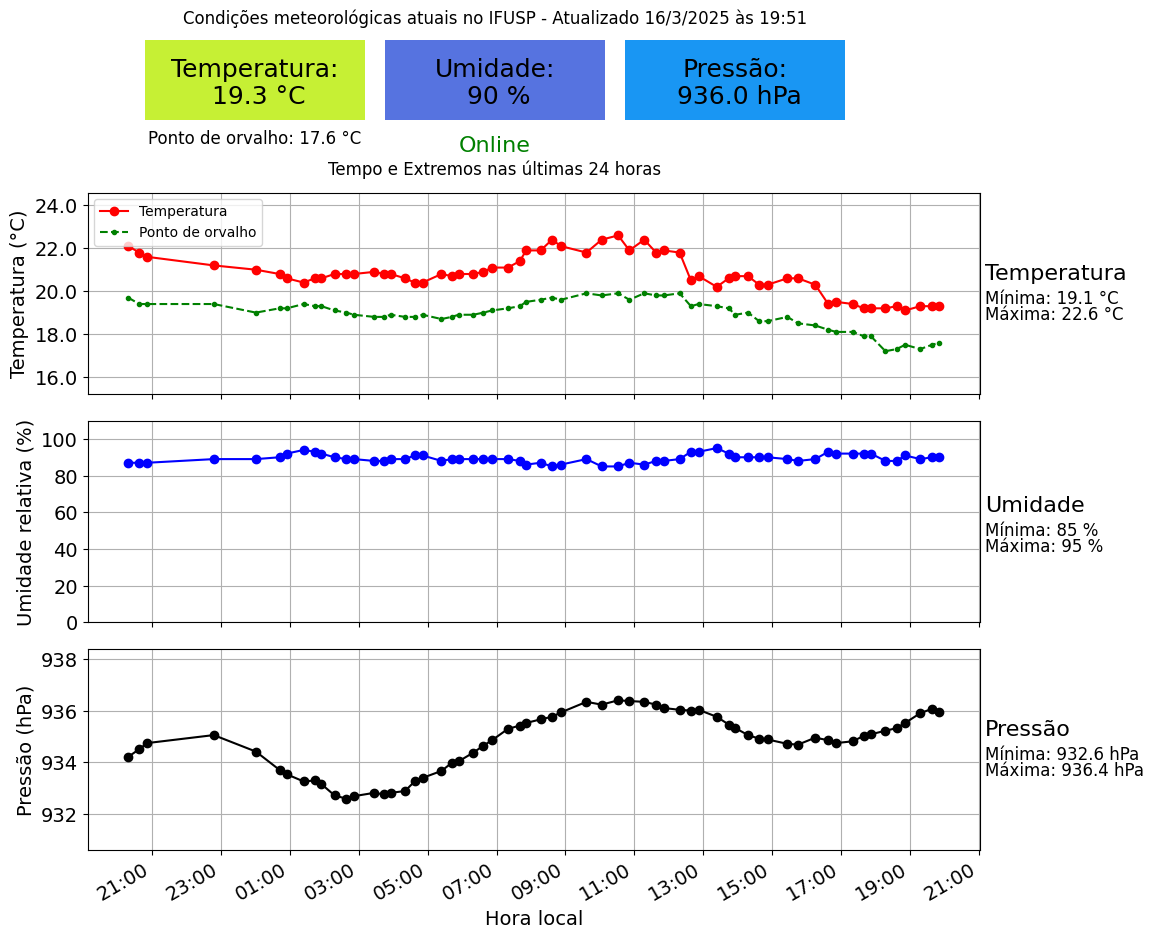 Condições meteorológicas atuais no IFUSP - Atualizado 16/3/2025 às 19:51
Temperatura:
19.3 °C
Umidade:
90 %
Pressão:
936.0 hPa
Ponto de orvalho: 17.6 °C
Online
Tempo e Extremos nas últimas 24 horas
Temperatura (°C)
24.0
22.0
20.0
18.0
16.0
Temperatura
Ponto de orvalho
Temperatura
Mínima: 19.1 °C
Máxima: 22.6 °C
Umidade relativa (%)
100
80
60
40
20
0
Umidade
Mínima: 85 %
Máxima: 95 %
Pressão (hPa)
938
936
934
932
Pressão
Mínima: 932.6 hPa
Máxima: 936.4 hPa
21:00 23:00 01:00 03:00 05:00 07:00 09:00 11:00 13:00 15:00 17:00 19:00 21:00
Hora local